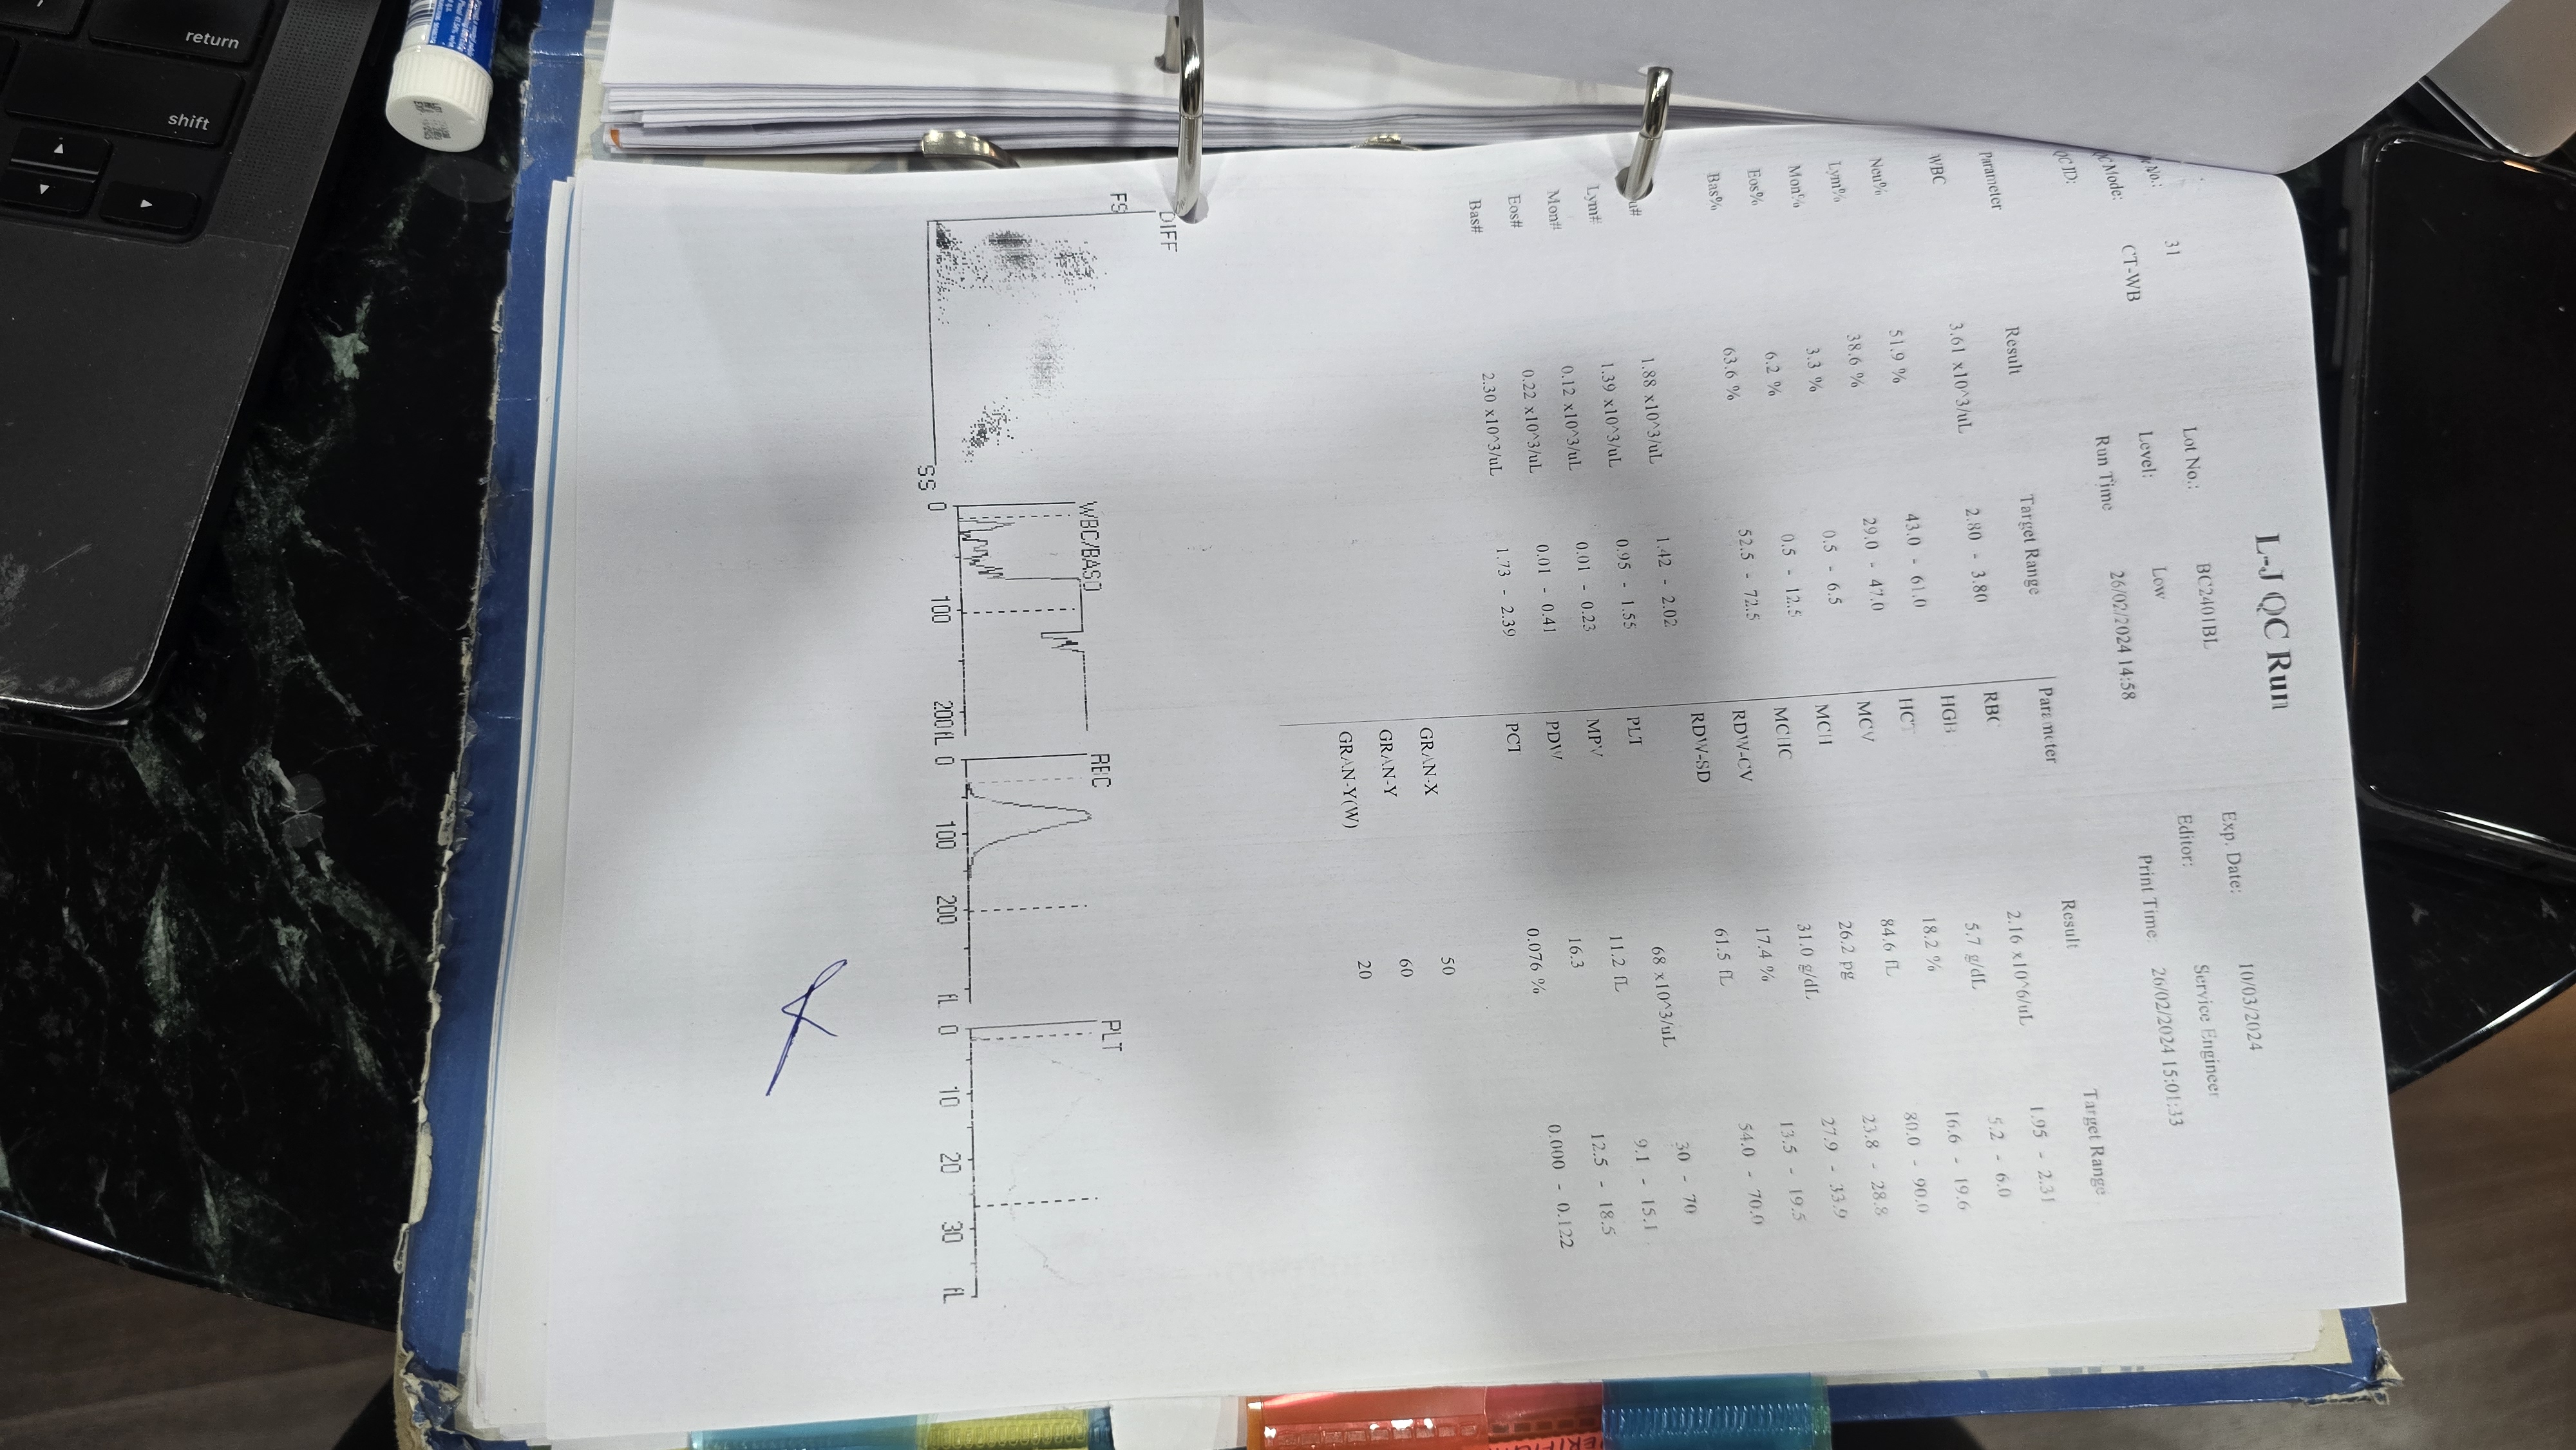 L-J QC Run
No.: 31 Lot No.: BC2401BL Exp. Date: 10/03/2024
QC Mode: CT-WB Level: Low Editor: Service Engineer
QC ID: Run Time 26/02/2024 14:58 Print Time: 26/02/2024 15:01:33
Parameter Result Target Range Parameter Result Target Range
WBC 3.61 x10^3/uL 2.80 - 3.80 RBC 2.16 x10^6/uL 1.95 - 2.31
Neu% 51.9 % 43.0 - 61.0 HGB 5.7 g/dL 5.2 - 6.0
Lym% 38.6 % 29.0 - 47.0 HCT 18.2 % 16.6 - 19.6
Mon% 3.3 % 0.5 - 6.5 MCV 84.6 fL 80.0 - 90.0
Eos% 6.2 % 0.5 - 12.5 MCH 26.2 pg 23.8 - 28.8
Bas% 63.6 % 52.5 - 72.5 MCHC 31.0 g/dL 27.9 - 33.9
RDW-CV 17.4 % 13.5 - 19.5
u# 1.88 x10^3/uL 1.42 - 2.02 RDW-SD 61.5 fL 54.0 - 70.0
Lym# 1.39 x10^3/uL 0.95 - 1.55 PLT 68 x10^3/uL 30 - 70
Mon# 0.12 x10^3/uL 0.01 - 0.23 MPV 11.2 fL 9.1 - 15.1
Eos# 0.22 x10^3/uL 0.01 - 0.41 PDW 16.3 12.5 - 18.5
Bas# 2.30 x10^3/uL 1.73 - 2.39 PCT 0.076 % 0.000 - 0.122
GRAN-X 50
GRAN-Y 60
GRAN-Y(W) 20
DIFF
FS
SS
WBC/BASO
0 100 200 fL
RBC
0 100 200 fL
PLT
0 10 20 30 fL
shift
return